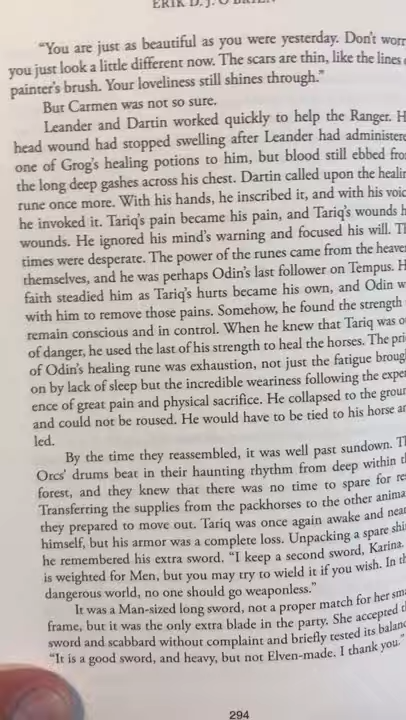 ERIK D. J. O'BRIEN
"You are just as beautiful as you were yesterday. Don't worr
you just look a little different now. The scars are thin, like the lines
painter's brush. Your loveliness still shines through."
But Carmen was not so sure.
Leander and Dartin worked quickly to help the Ranger. H
head wound had stopped swelling after Leander had administere
one of Grog's healing potions to him, but blood still ebbed fro
the long deep gashes across his chest. Dartin called upon the healin
rune once more. With his hands, he inscribed it, and with his voic
he invoked it. Tariq's pain became his pain, and Tariq's wounds h
wounds. He ignored his mind's warning and focused his will. Th
times were desperate. The power of the runes came from the heave
themselves, and he was perhaps Odin's last follower on Tempus. H
faith steadied him as Tariq's hurts became his own, and Odin w
with him to remove those pains. Somehow, he found the strength
remain conscious and in control. When he knew that Tariq was o
of danger, he used the last of his strength to heal the horses. The pri
of Odin's healing rune was exhaustion, not just the fatigue broug
on by lack of sleep but the incredible weariness following the expe
ence of great pain and physical sacrifice. He collapsed to the grour
and could not be roused. He would have to be tied to his horse an
led.
By the time they reassembled, it was well past sundown. Th
Orcs' drums beat in their haunting rhythm from deep within th
forest, and they knew that there was no time to spare for re
Transferring the supplies from the packhorses to the other anima
they prepared to move out. Tariq was once again awake and near
himself, but his armor was a complete loss. Unpacking a spare shi
he remembered his extra sword. "I keep a second sword, Karina.
is weighted for Men, but you may try to wield it if you wish. In th
dangerous world, no one should go weaponless."
It was a Man-sized long sword, not a proper match for her sma
frame, but it was the only extra blade in the party. She accepted t
sword and scabbard without complaint and briefly tested its balanc
"It is a good sword, and heavy, but not Elven-made. I thank you."
294